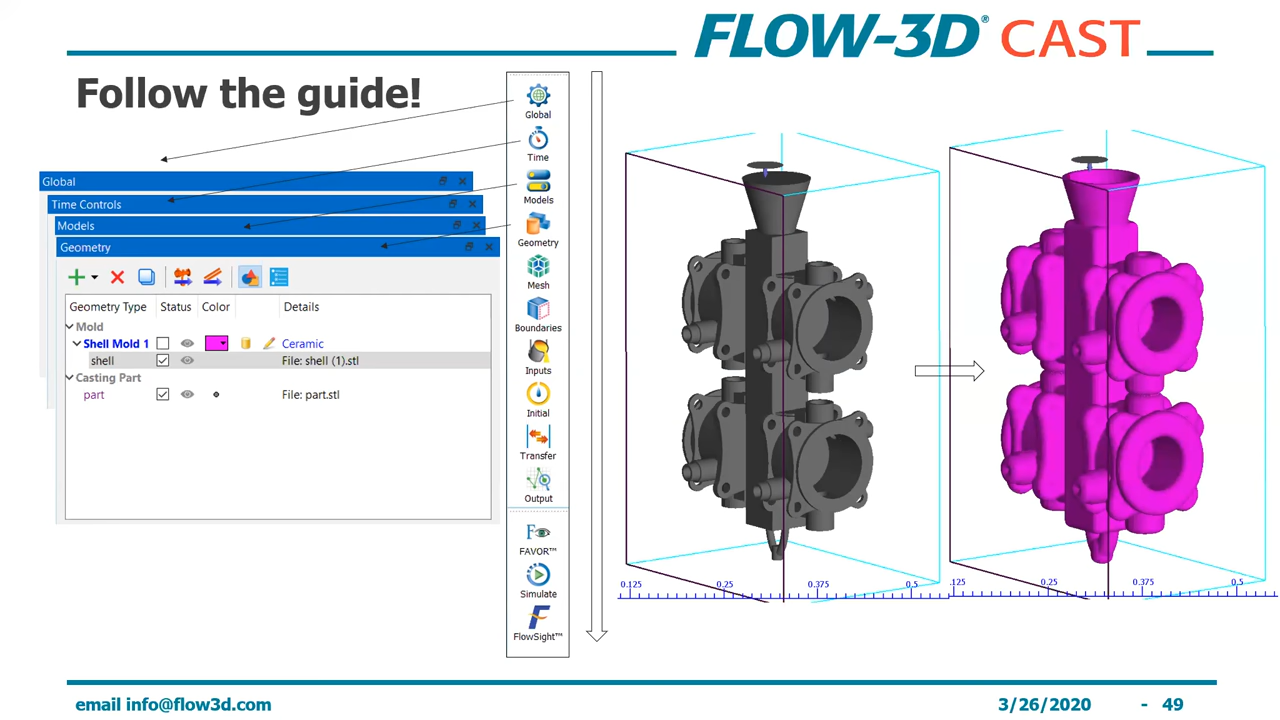 FLOW-3D® CAST
Follow the guide!
Global
Time Controls
Models
Geometry
Geometry Type Status Color Details
Mold
Shell Mold 1 Ceramic
shell File: shell (1).stl
Casting Part
part File: part.stl
Global
Time
Models
Geometry
Mesh
Boundaries
Inputs
Initial
Transfer
Output
FAVOR™
Simulate
FlowSight™
0.125 0.25 0.375 0.5
.125 0.25 0.375 0.5
email info@flow3d.com
3/26/2020 - 49